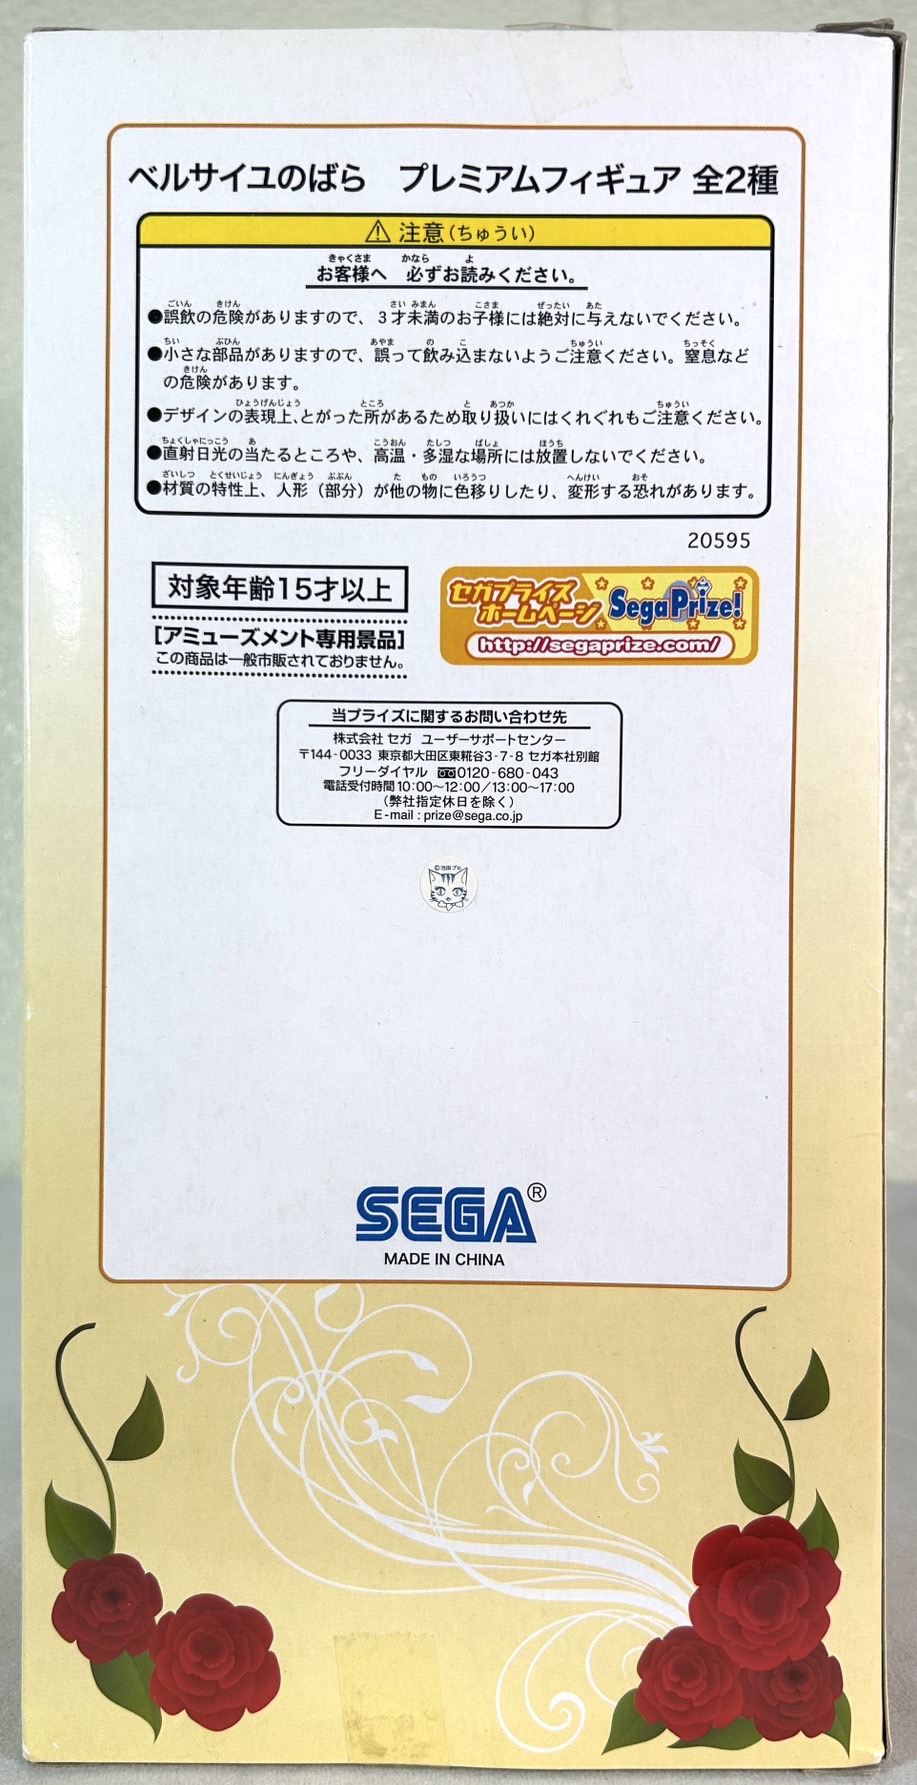 ベルサイユのばら　プレミアムフィギュア 全2種
⚠ 注意(ちゅうい)
お客様へ　必ずお読みください。
●誤飲の危険がありますので、3才未満のお子様には絶対に与えないでください。
●小さな部品がありますので、誤って飲み込まないようご注意ください。窒息など
の危険があります。
●デザインの表現上、とがった所があるため取り扱いにはくれぐれもご注意ください。
●直射日光の当たるところや、高温・多湿な場所には放置しないでください。
●材質の特性上、人形（部分）が他の物に色移りしたり、変形する恐れがあります。
20595
対象年齢15才以上
[アミューズメント専用景品]
この商品は一般市販されておりません。
セガプライズ
ホームページ
SegaPrize!
http://segaprize.com/
当プライズに関するお問い合わせ先
株式会社 セガ ユーザーサポートセンター
〒144-0033 東京都大田区東糀谷3-7-8 セガ本社別館
フリーダイヤル 0120-680-043
電話受付時間10:00〜12:00/13:00〜17:00
(弊社指定休日を除く)
E-mail : prize@sega.co.jp
©池田プロ
SEGA®
MADE IN CHINA